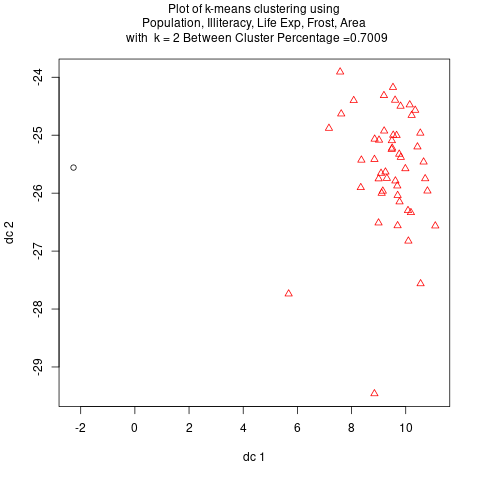 Plot of k-means clustering using
Population, Illiteracy, Life Exp, Frost, Area
with k = 2 Between Cluster Percentage =0.7009
-24
-25
-26
-27
-28
-29
dc 2
-2
0
2
4
6
8
10
dc 1